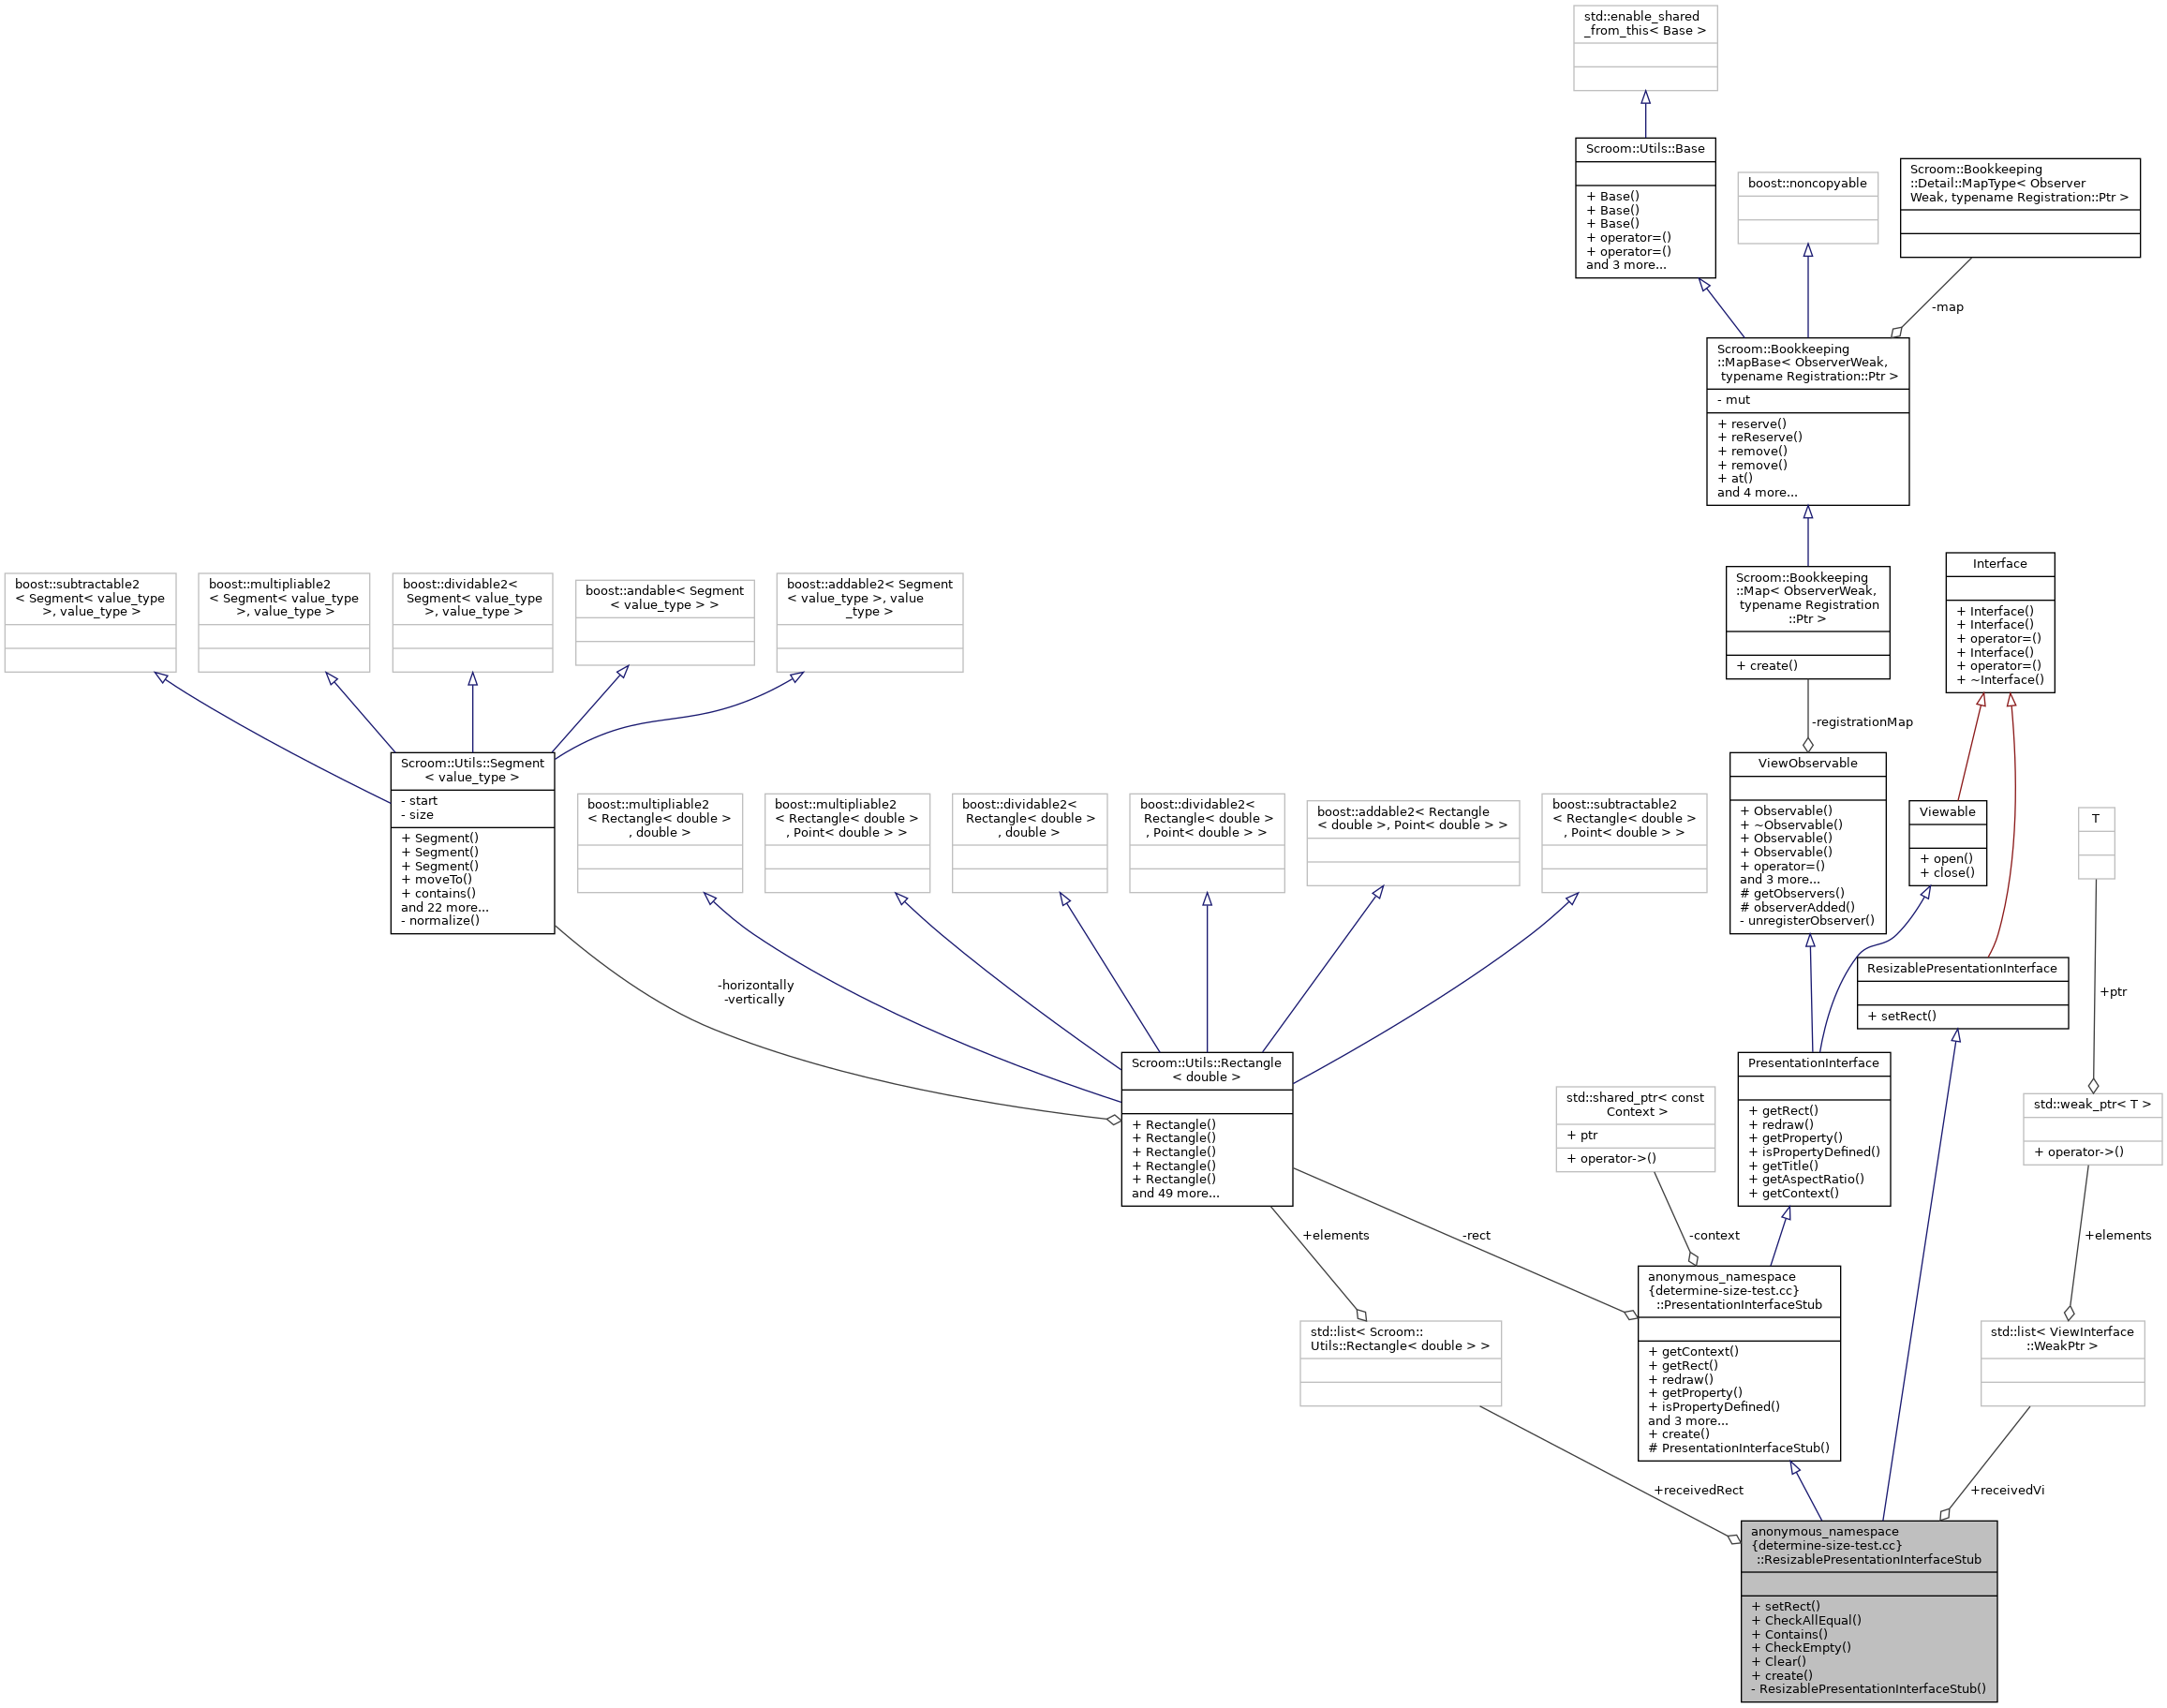 std::enable_shared
_from_this< Base >
Scroom::Utils::Base
+ Base()
+ Base()
+ Base()
+ operator=()
+ operator=()
and 3 more...
boost::noncopyable
Scroom::Bookkeeping
::Detail::MapType< Observer
Weak, typename Registration::Ptr >
-map
Scroom::Bookkeeping
::MapBase< ObserverWeak,
typename Registration::Ptr >
- mut
+ reserve()
+ reReserve()
+ remove()
+ remove()
+ at()
and 4 more...
Scroom::Bookkeeping
::Map< ObserverWeak,
typename Registration
::Ptr >
+ create()
Interface
+ Interface()
+ Interface()
+ operator=()
+ Interface()
+ operator=()
+ ~Interface()
boost::subtractable2
< Segment< value_type
>, value_type >
boost::multipliable2
< Segment< value_type
>, value_type >
boost::dividable2<
Segment< value_type
>, value_type >
boost::andable< Segment
< value_type > >
boost::addable2< Segment
< value_type >, value
_type >
-registrationMap
Scroom::Utils::Segment
< value_type >
- start
- size
+ Segment()
+ Segment()
+ Segment()
+ moveTo()
+ contains()
and 22 more...
- normalize()
boost::multipliable2
< Rectangle< double >
, double >
boost::multipliable2
< Rectangle< double >
, Point< double > >
boost::dividable2<
Rectangle< double >
, double >
boost::dividable2<
Rectangle< double >
, Point< double > >
boost::addable2< Rectangle
< double >, Point< double > >
boost::subtractable2
< Rectangle< double >
, Point< double > >
ViewObservable
+ Observable()
+ ~Observable()
+ Observable()
+ Observable()
+ operator=()
and 3 more...
# getObservers()
# observerAdded()
- unregisterObserver()
Viewable
+ open()
+ close()
T
-horizontally
-vertically
ResizablePresentationInterface
+ setRect()
+ptr
Scroom::Utils::Rectangle
< double >
+ Rectangle()
+ Rectangle()
+ Rectangle()
+ Rectangle()
+ Rectangle()
and 49 more...
std::shared_ptr< const
Context >
+ ptr
+ operator->()
PresentationInterface
+ getRect()
+ redraw()
+ getProperty()
+ isPropertyDefined()
+ getTitle()
+ getAspectRatio()
+ getContext()
std::weak_ptr< T >
+ operator->()
+elements
-rect
-context
+elements
anonymous_namespace
{determine-size-test.cc}
::PresentationInterfaceStub
+ getContext()
+ getRect()
+ redraw()
+ getProperty()
+ isPropertyDefined()
and 3 more...
+ create()
# PresentationInterfaceStub()
std::list< Scroom::
Utils::Rectangle< double > >
std::list< ViewInterface
::WeakPtr >
+receivedRect
+receivedVi
anonymous_namespace
{determine-size-test.cc}
::ResizablePresentationInterfaceStub
+ setRect()
+ CheckAllEqual()
+ Contains()
+ CheckEmpty()
+ Clear()
+ create()
- ResizablePresentationInterfaceStub()